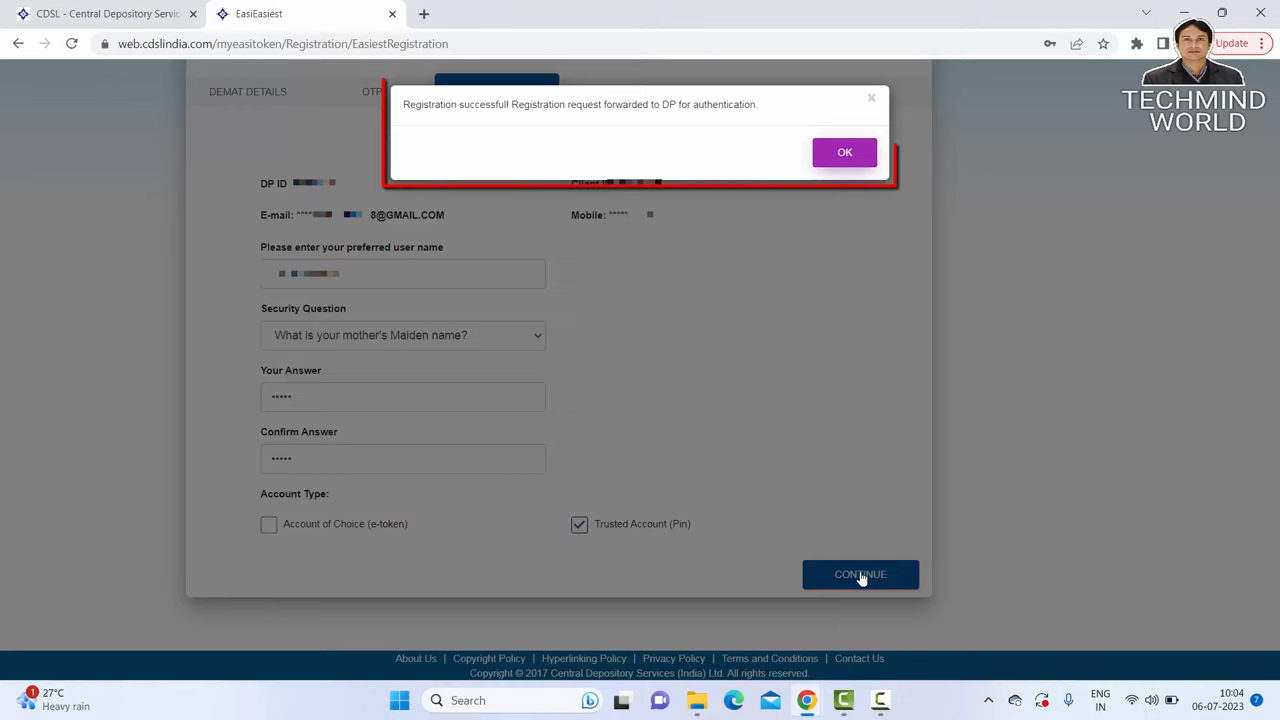 CDSL - Central Depository Servic
EasiEasiest
web.cdslindia.com/myeasitoken/Registration/EasiestRegistration
Update
TECHMIND
WORLD
DEMAT DETAILS
OTP
Registration successful! Registration request forwarded to DP for authentication.
OK
DP ID
Client I
E-mail: **** 8@GMAIL.COM
Mobile: *****
Please enter your preferred user name
Security Question
What is your mother's Maiden name?
Your Answer
•••••
Confirm Answer
•••••
Account Type:
Account of Choice (e-token)
Trusted Account (Pin)
CONTINUE
About Us | Copyright Policy | Hyperlinking Policy | Privacy Policy | Terms and Conditions | Contact Us
Copyright © 2017 Central Depository Services (India) Ltd. All rights reserved.
1
27°C
Heavy rain
Search
ENG
IN
10:04
06-07-2023
7